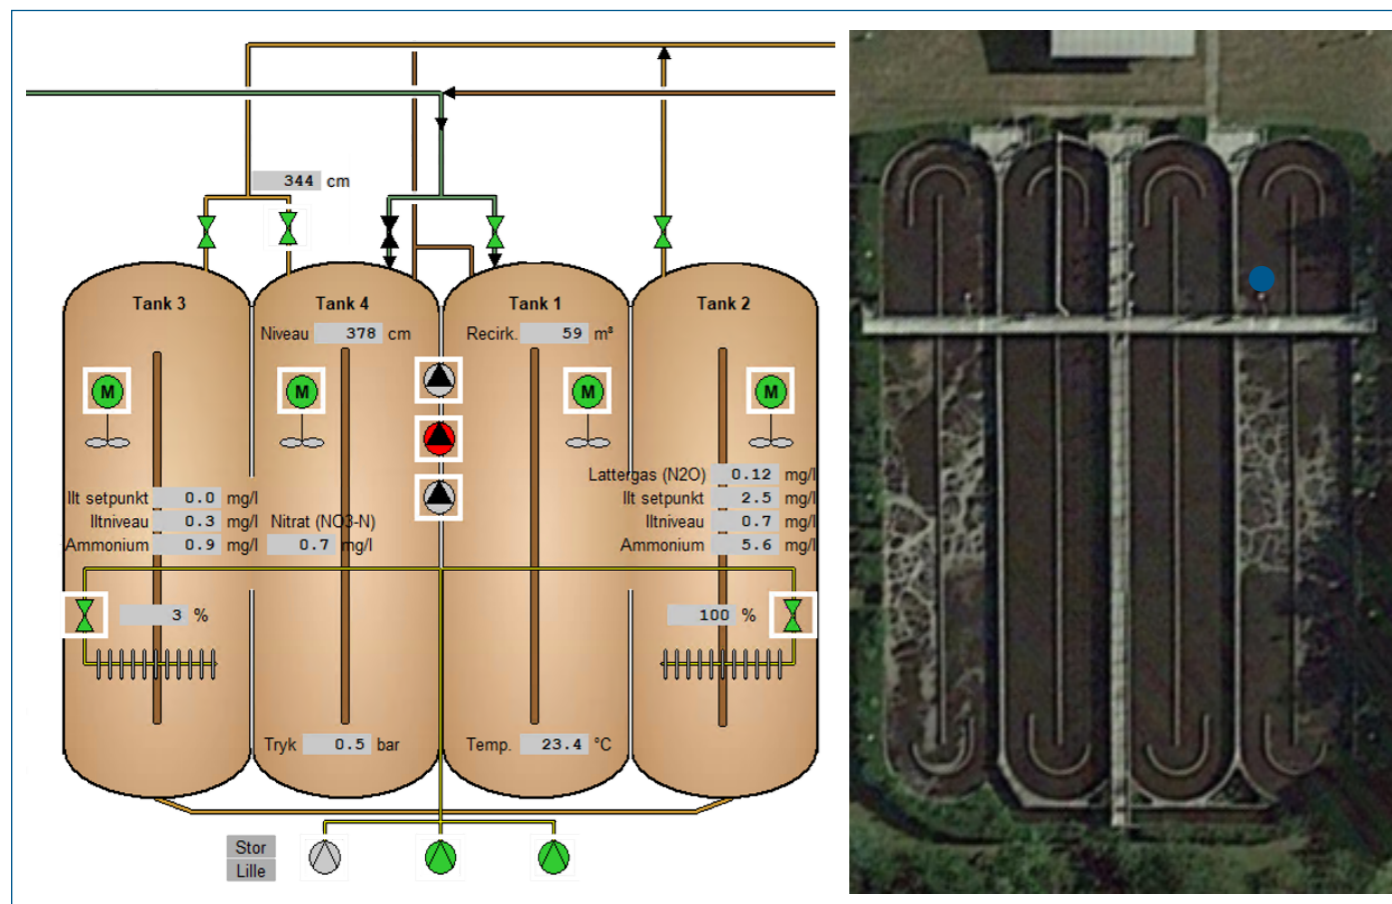 344 cm
Tank 3
Tank 4
Tank 1
Tank 2
Niveau 378 cm
Recirk. 59 m³
M
M
M
M
Lattergas (N2O) 0.12 mg/l
Ilt setpunkt 0.0 mg/l
Ilt setpunkt 2.5 mg/l
Iltniveau 0.3 mg/l
Nitrat (NO3-N)
Iltniveau 0.7 mg/l
Ammonium 0.9 mg/l
0.7 mg/l
Ammonium 5.6 mg/l
3 %
100 %
Tryk 0.5 bar
Temp. 23.4 °C
Stor
Lille